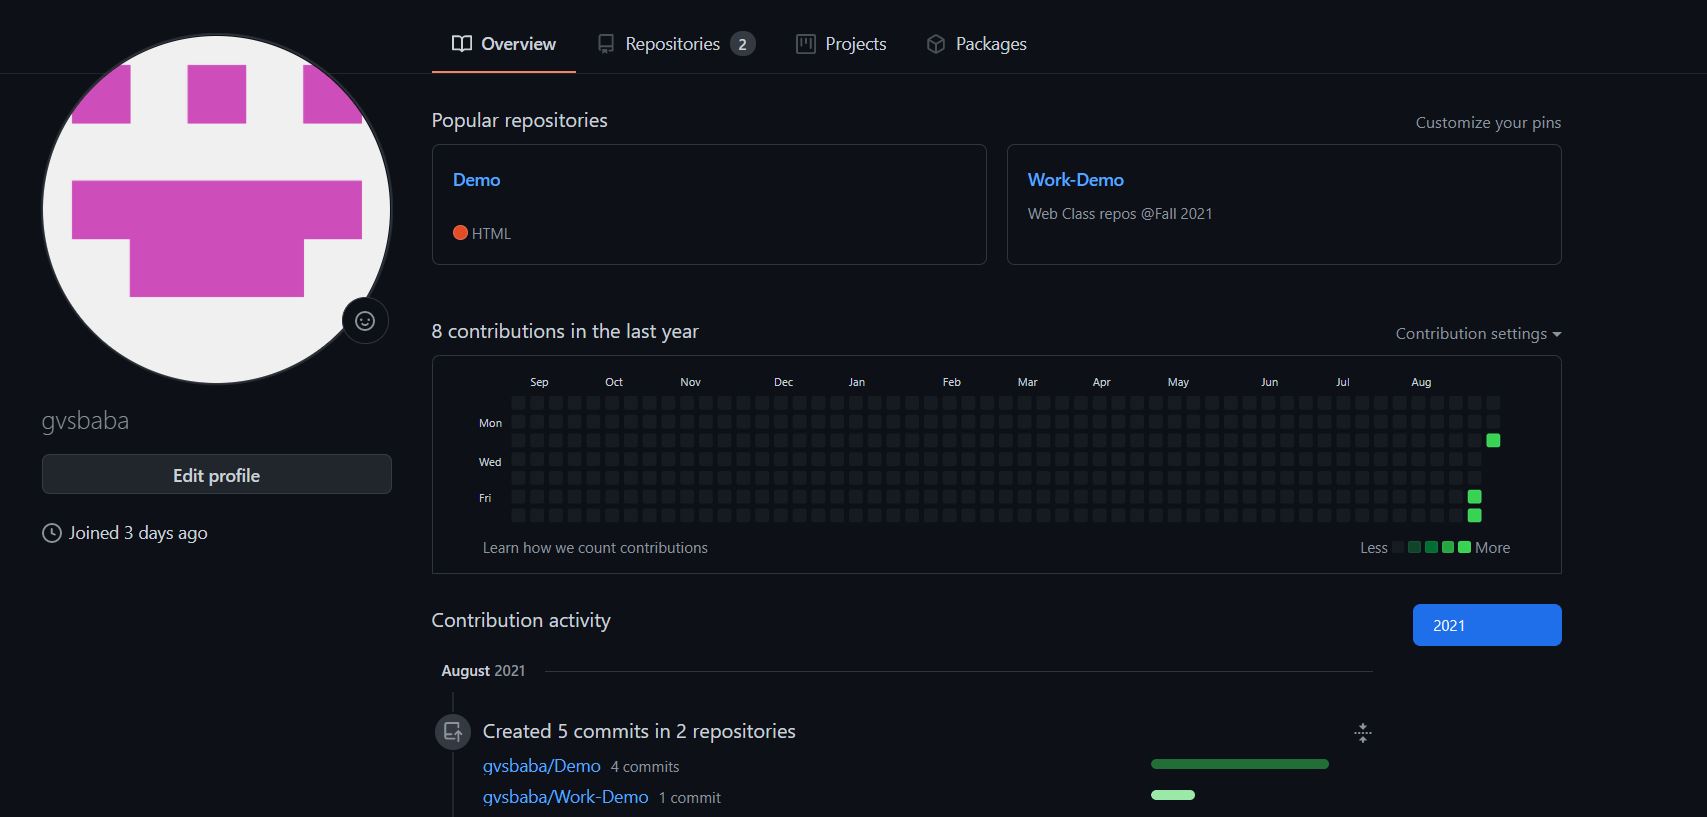 Overview Repositories 2 Projects Packages
Popular repositories Customize your pins
Demo
HTML
Work-Demo
Web Class repos @Fall 2021
gvsbaba
Edit profile
Joined 3 days ago
8 contributions in the last year Contribution settings
Sep Oct Nov Dec Jan Feb Mar Apr May Jun Jul Aug
Mon
Wed
Fri
Learn how we count contributions Less More
Contribution activity 2021
August 2021
Created 5 commits in 2 repositories
gvsbaba/Demo 4 commits
gvsbaba/Work-Demo 1 commit